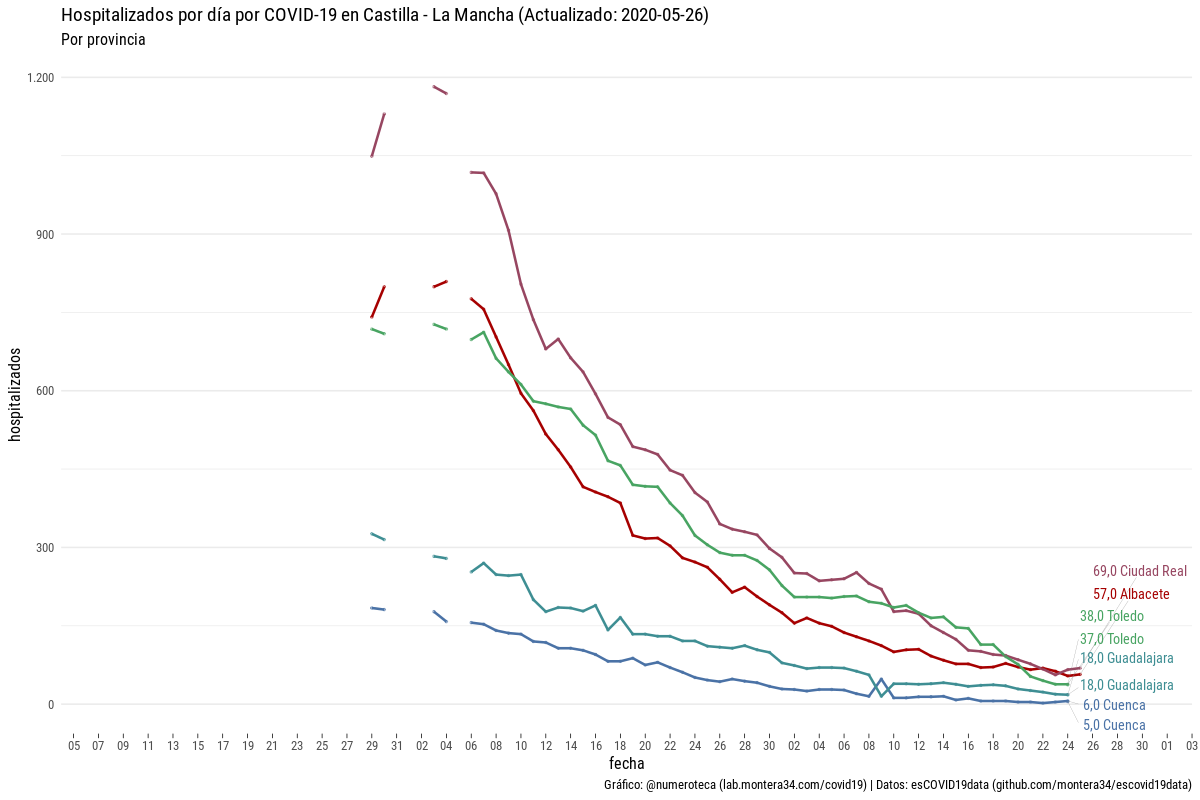 Hospitalizados por día por COVID-19 en Castilla - La Mancha (Actualizado: 2020-05-26)
Por provincia
1.200
900
600
300
0
hospitalizados
69,0 Ciudad Real
57,0 Albacete
38,0 Toledo
37,0 Toledo
18,0 Guadalajara
18,0 Guadalajara
6,0 Cuenca
5,0 Cuenca
05 07 09 11 13 15 17 19 21 23 25 27 29 31 02 04 06 08 10 12 14 16 18 20 22 24 26 28 30 02 04 06 08 10 12 14 16 18 20 22 24 26 28 30 01 03
fecha
Gráfico: @numeroteca (lab.montera34.com/covid19) | Datos: esCOVID19data (github.com/montera34/escovid19data)